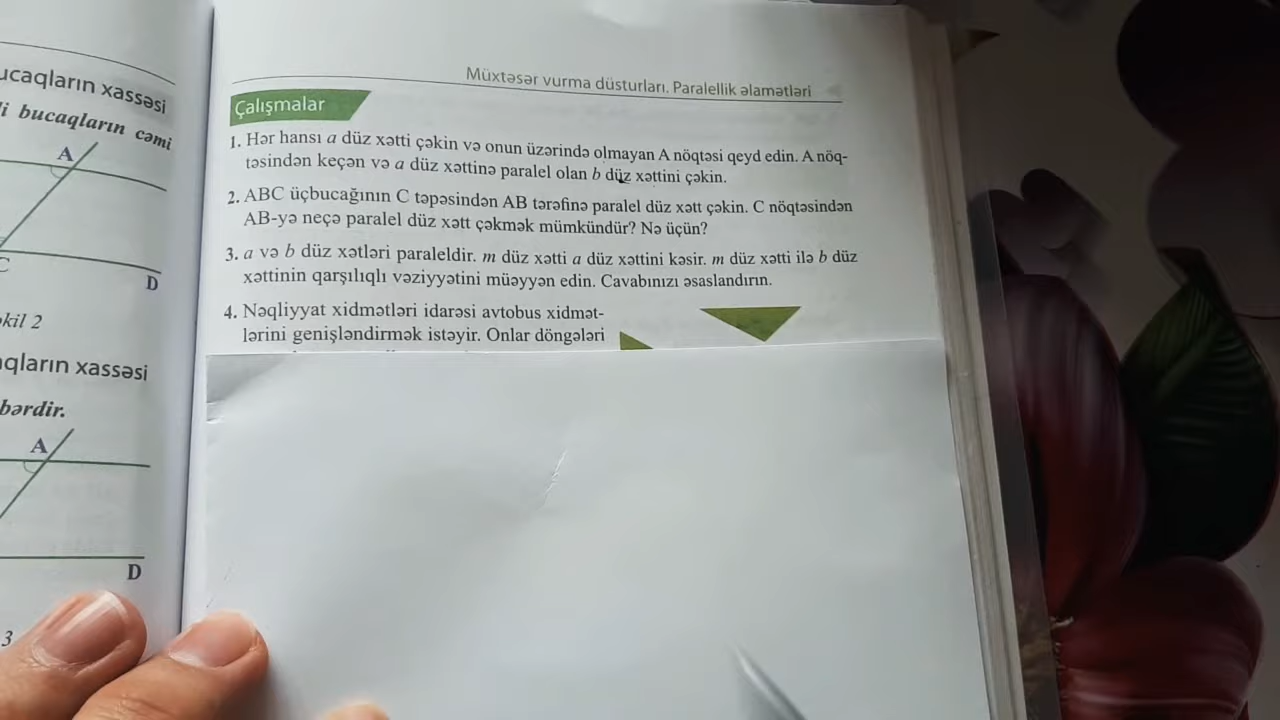 ucaqların xassəsi
i bucaqların cəmi
A
C
D
kil 2
qların xassəsi
bərdir.
A
D
3
Müxtəsər vurma düsturları. Paralellik əlamətləri
Çalışmalar
1. Hər hansı a düz xətti çəkin və onun üzərində olmayan A nöqtəsi qeyd edin. A nöq-
təsindən keçən və a düz xəttinə paralel olan b düz xəttini çəkin.
2. ABC üçbucağının C təpəsindən AB tərəfinə paralel düz xətt çəkin. C nöqtəsindən
AB-yə neçə paralel düz xətt çəkmək mümkündür? Nə üçün?
3. a və b düz xətləri paraleldir. m düz xətti a düz xəttini kəsir. m düz xətti ilə b düz
xəttinin qarşılıqlı vəziyyətini müəyyən edin. Cavabınızı əsaslandırın.
4. Nəqliyyat xidmətləri idarəsi avtobus xidmət-
lərini genişləndirmək istəyir. Onlar döngələri